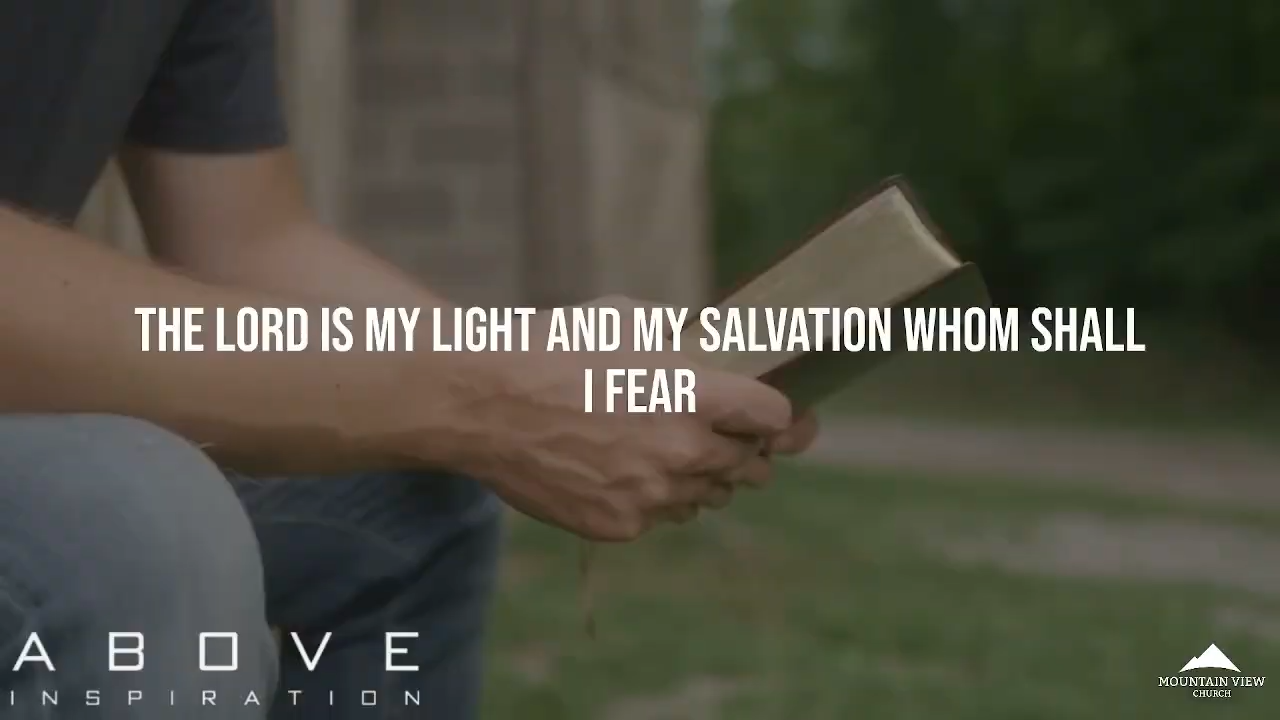 THE LORD IS MY LIGHT AND MY SALVATION WHOM SHALL
I FEAR
ABOVE
INSPIRATION
MOUNTAIN VIEW
CHURCH